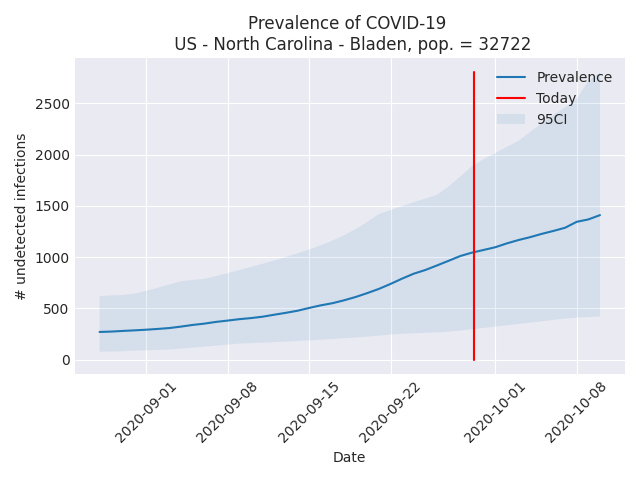 Prevalence of COVID-19
US - North Carolina - Bladen, pop. = 32722
Prevalence
Today
95CI
2500
2000
1500
1000
500
0
# undetected infections
2020-09-01
2020-09-08
2020-09-15
2020-09-22
2020-10-01
2020-10-08
Date